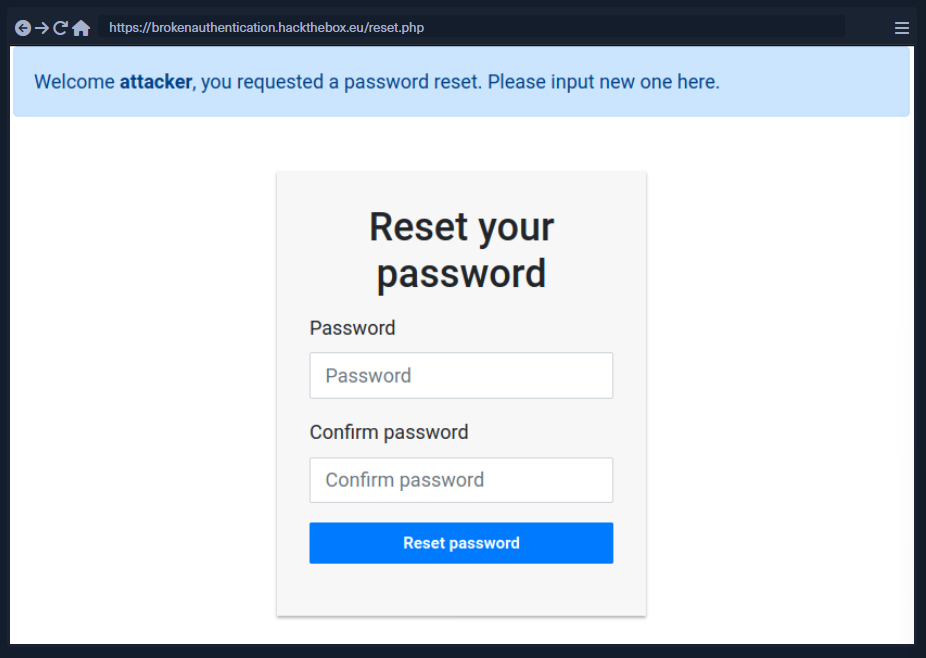 https://brokenauthentication.hackthebox.eu/reset.php
Welcome attacker, you requested a password reset. Please input new one here.
Reset your
password
Password
Password
Confirm password
Confirm password
Reset password